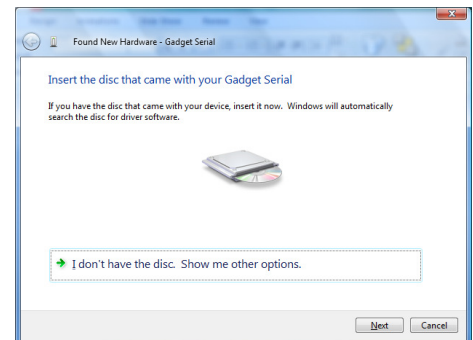 Found New Hardware - Gadget Serial
Insert the disc that came with your Gadget Serial
If you have the disc that came with your device, insert it now. Windows will automatically
search the disc for driver software.
I don't have the disc. Show me other options.
Next Cancel